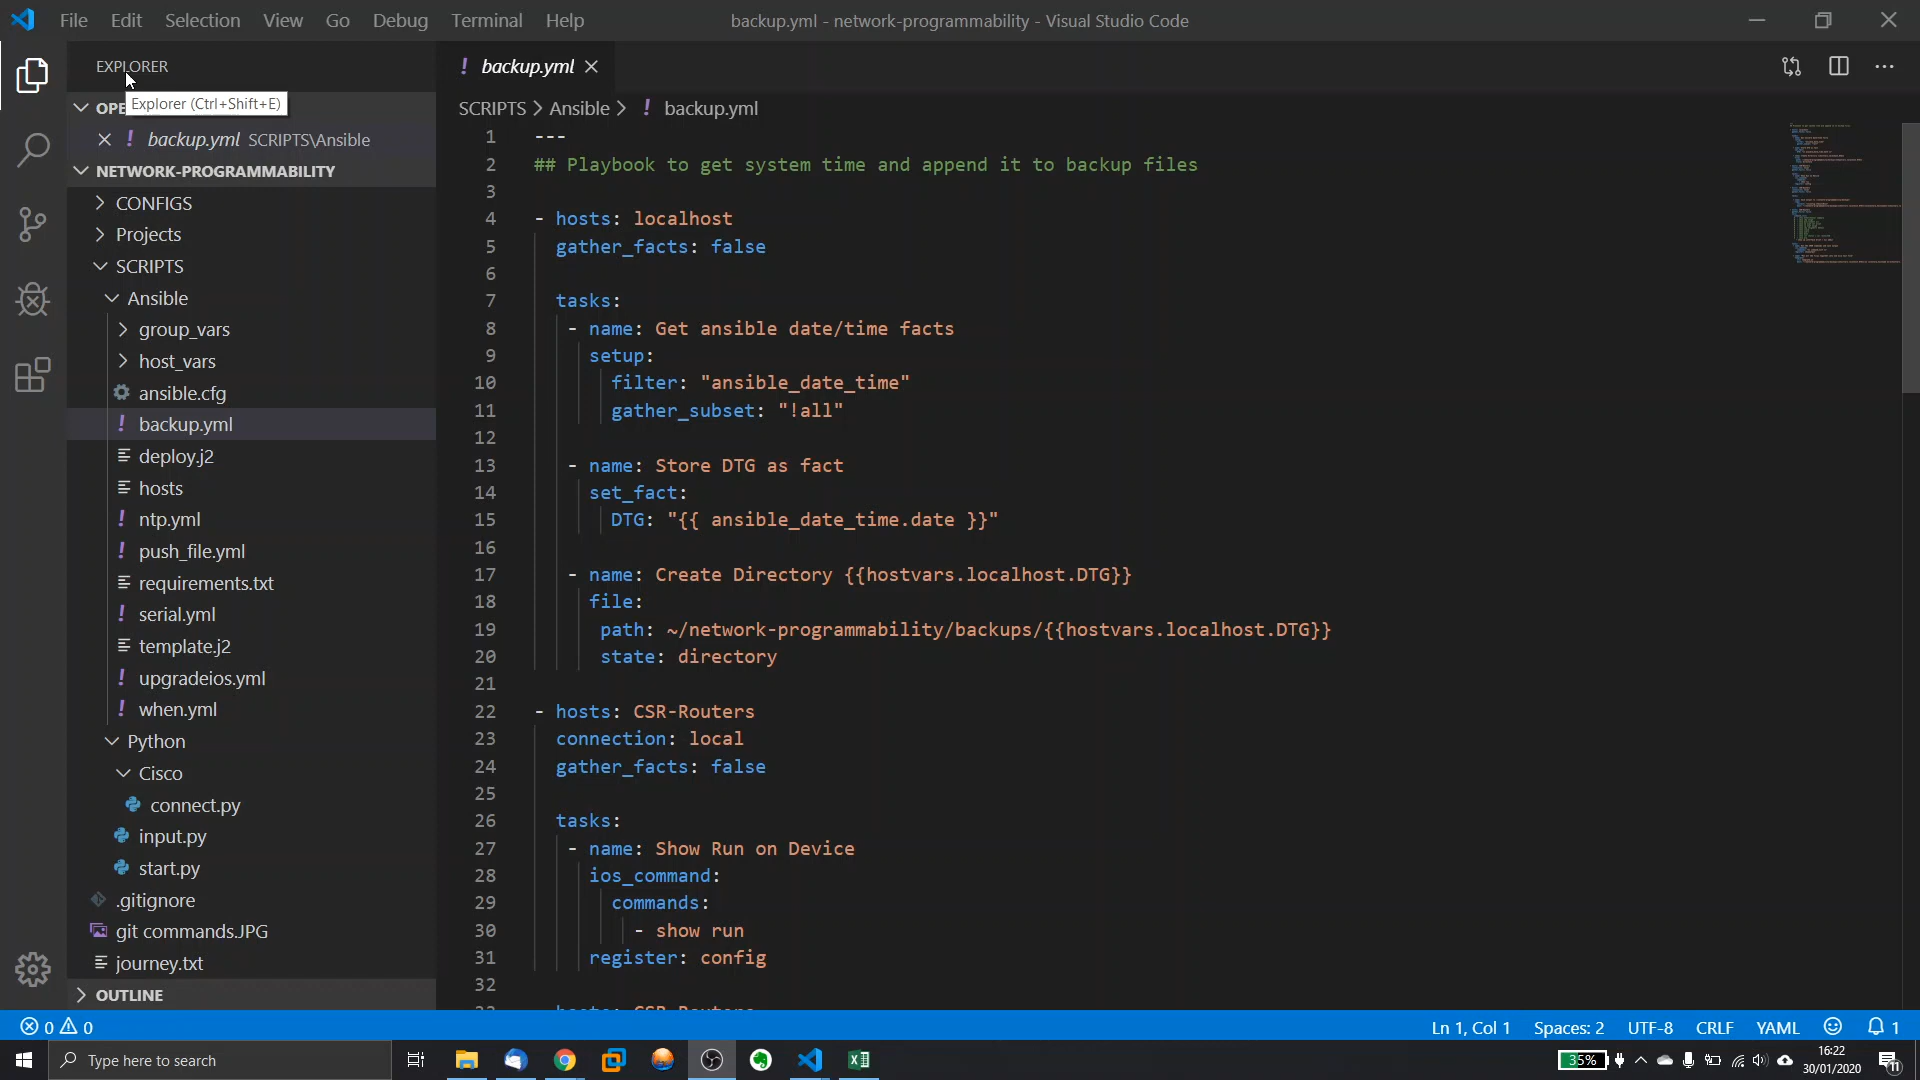 File Edit Selection View Go Debug Terminal Help
backup.yml - network-programmability - Visual Studio Code
EXPLORER
Explorer (Ctrl+Shift+E)
OPE
backup.yml SCRIPTS\Ansible
NETWORK-PROGRAMMABILITY
CONFIGS
Projects
SCRIPTS
Ansible
group_vars
host_vars
ansible.cfg
! backup.yml
deploy.j2
hosts
! ntp.yml
! push_file.yml
requirements.txt
! serial.yml
template.j2
! upgradeios.yml
! when.yml
Python
Cisco
connect.py
input.py
start.py
.gitignore
git commands.JPG
journey.txt
OUTLINE
! backup.yml
SCRIPTS > Ansible > ! backup.yml
1 ---
2 ## Playbook to get system time and append it to backup files
3
4 - hosts: localhost
5 gather_facts: false
6
7 tasks:
8 - name: Get ansible date/time facts
9 setup:
10 filter: "ansible_date_time"
11 gather_subset: "!all"
12
13 - name: Store DTG as fact
14 set_fact:
15 DTG: "{{ ansible_date_time.date }}"
16
17 - name: Create Directory {{hostvars.localhost.DTG}}
18 file:
19 path: ~/network-programmability/backups/{{hostvars.localhost.DTG}}
20 state: directory
21
22 - hosts: CSR-Routers
23 connection: local
24 gather_facts: false
25
26 tasks:
27 - name: Show Run on Device
28 ios_command:
29 commands:
30 - show run
31 register: config
32
0 0
Ln 1, Col 1 Spaces: 2 UTF-8 CRLF YAML 1
Type here to search
35%
16:22
30/01/2020
11